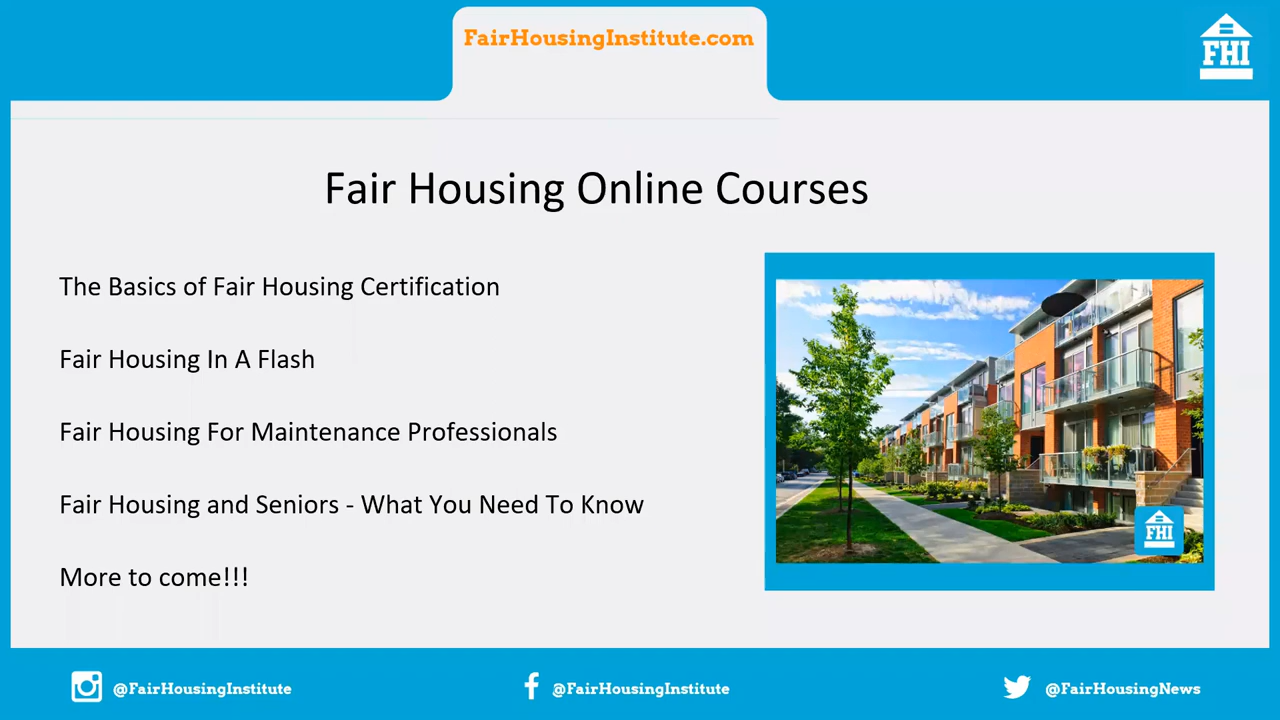 FairHousingInstitute.com
FHI
Fair Housing Online Courses
The Basics of Fair Housing Certification
Fair Housing In A Flash
Fair Housing For Maintenance Professionals
Fair Housing and Seniors - What You Need To Know
More to come!!!
FHI
@FairHousingInstitute
@FairHousingInstitute
@FairHousingNews